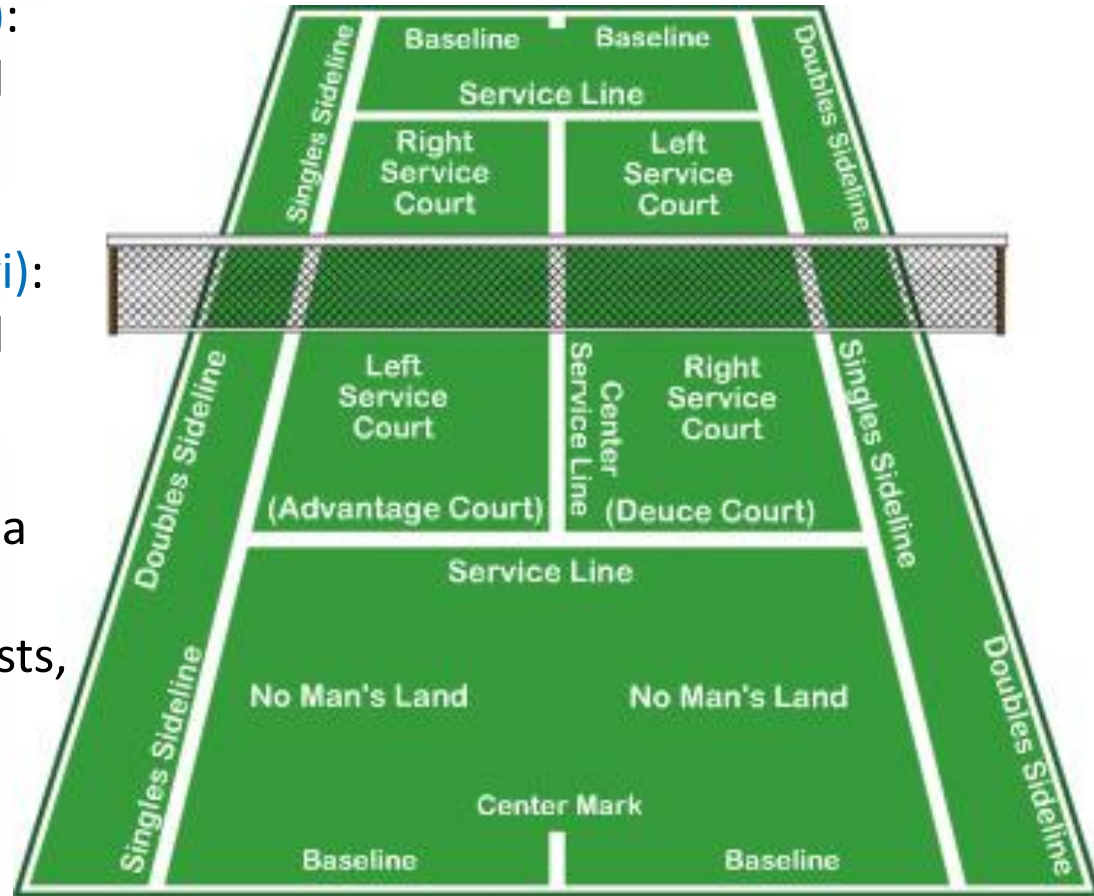 ):
Baseline
Baseline
Service Line
Singles Sideline
Doubles Sideline
Right
Service
Court
Left
Service
Court
i):
Doubles Sideline
Left
Service
Court
(Advantage Court)
Center
Service Line
Right
Service
Court
(Deuce Court)
Singles Sideline
a
Service Line
sts,
No Man's Land
No Man's Land
Singles Sideline
Doubles Sideline
Center Mark
Baseline
Baseline